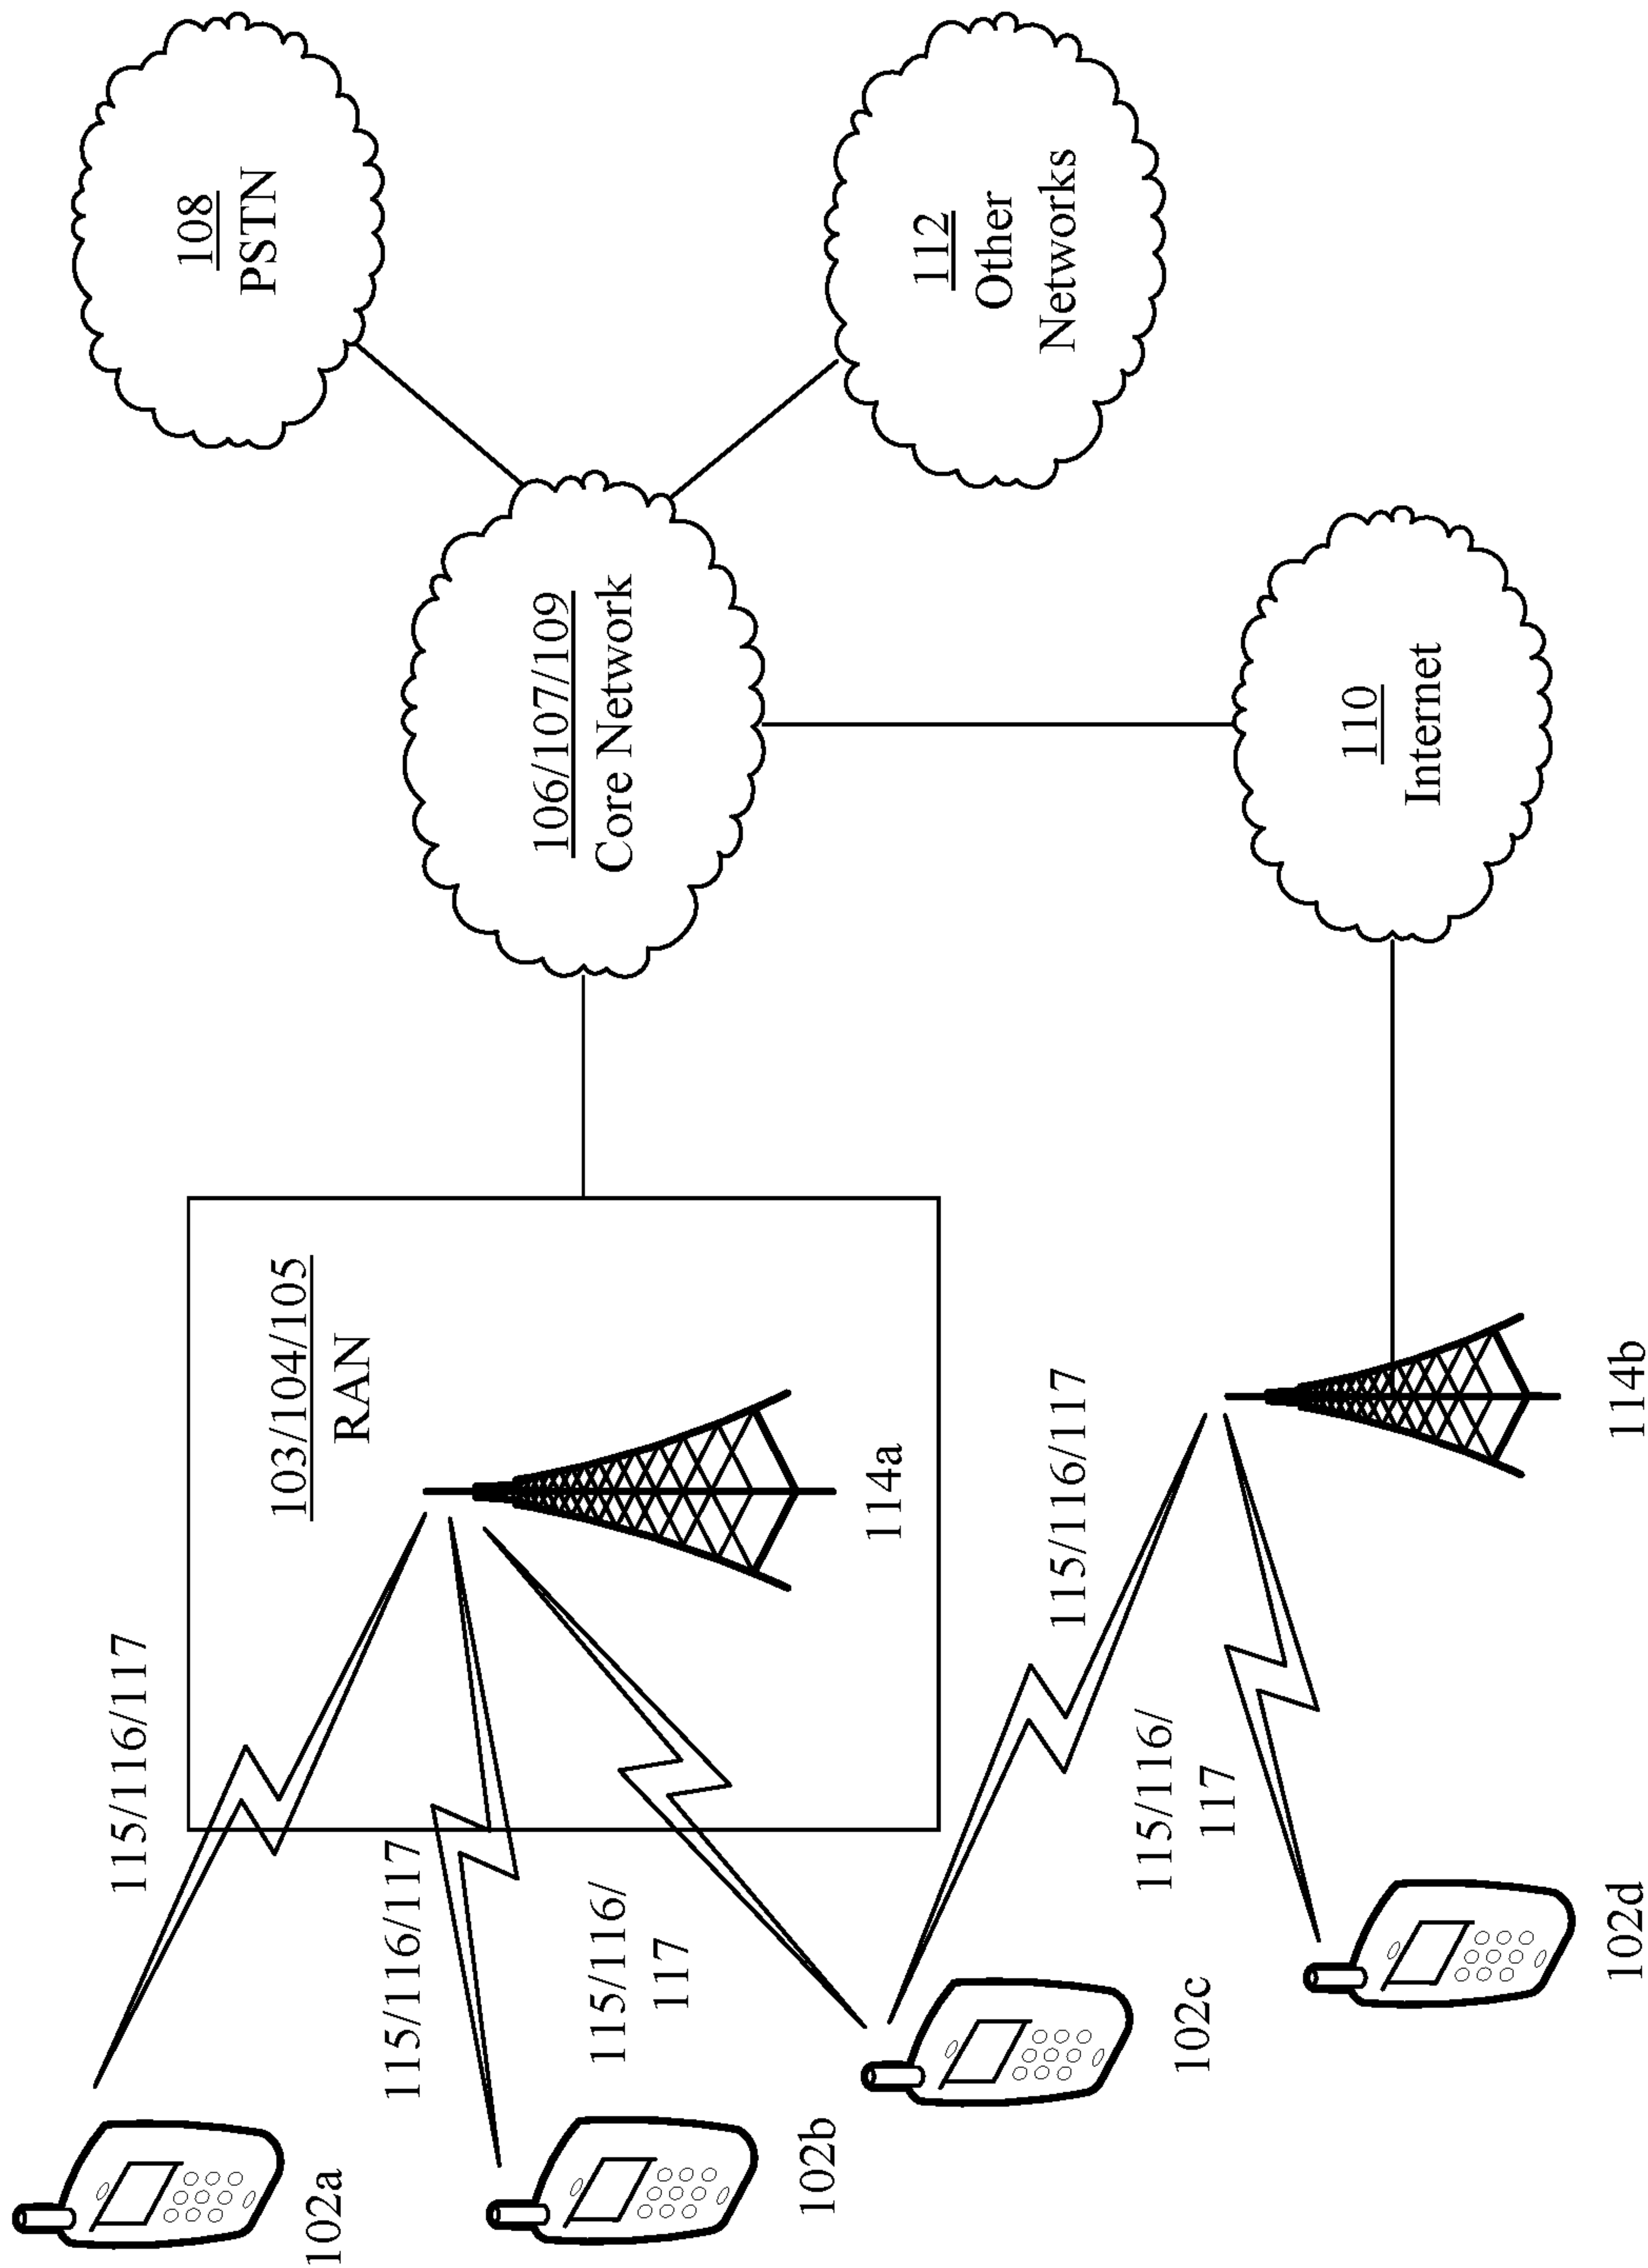 115/116/117
102a
103/104/105
RAN
115/116/117
102b
115/116/
117
114a
106/107/109
Core Network
108
PSTN
112
Other
Networks
102c
115/116/117
115/116/
117
102d
114b
110
Internet